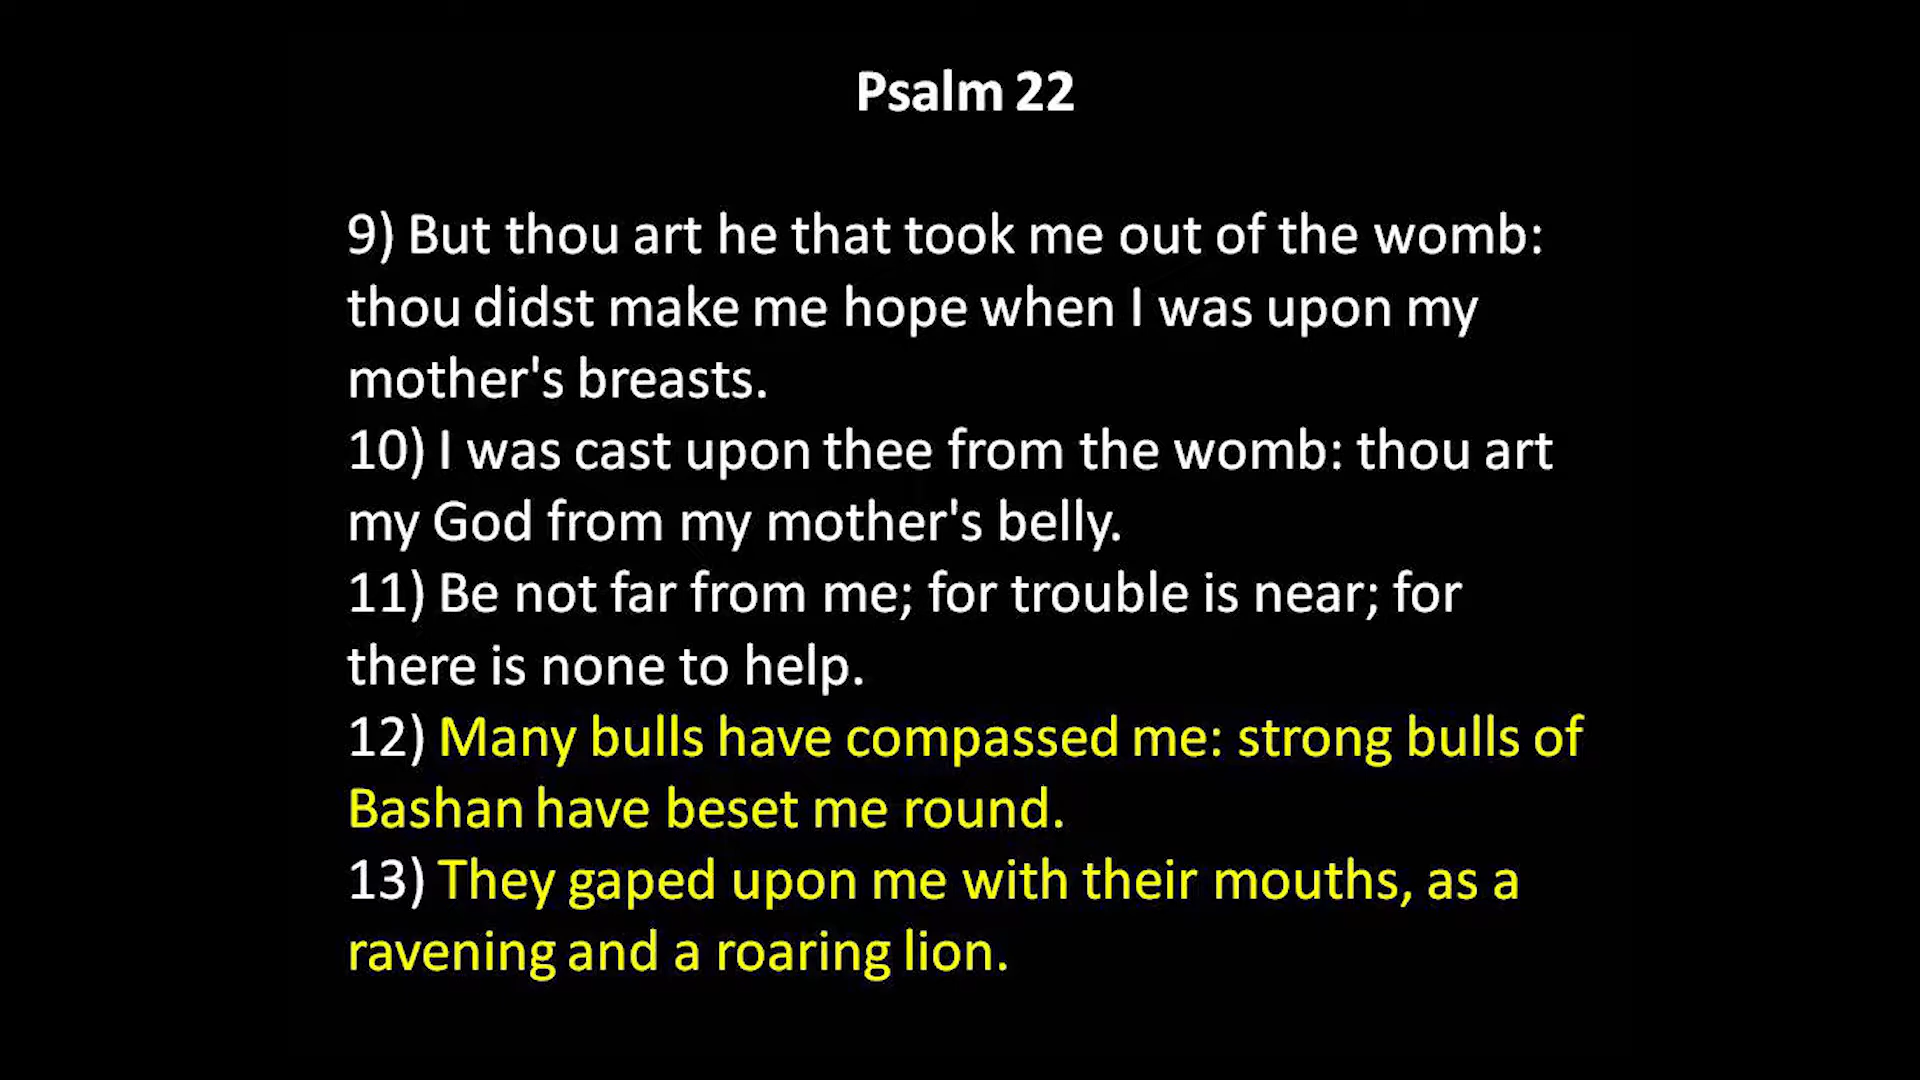 Psalm 22
9) But thou art he that took me out of the womb:
thou didst make me hope when I was upon my
mother's breasts.
10) I was cast upon thee from the womb: thou art
my God from my mother's belly.
11) Be not far from me; for trouble is near; for
there is none to help.
12) Many bulls have compassed me: strong bulls of
Bashan have beset me round.
13) They gaped upon me with their mouths, as a
ravening and a roaring lion.